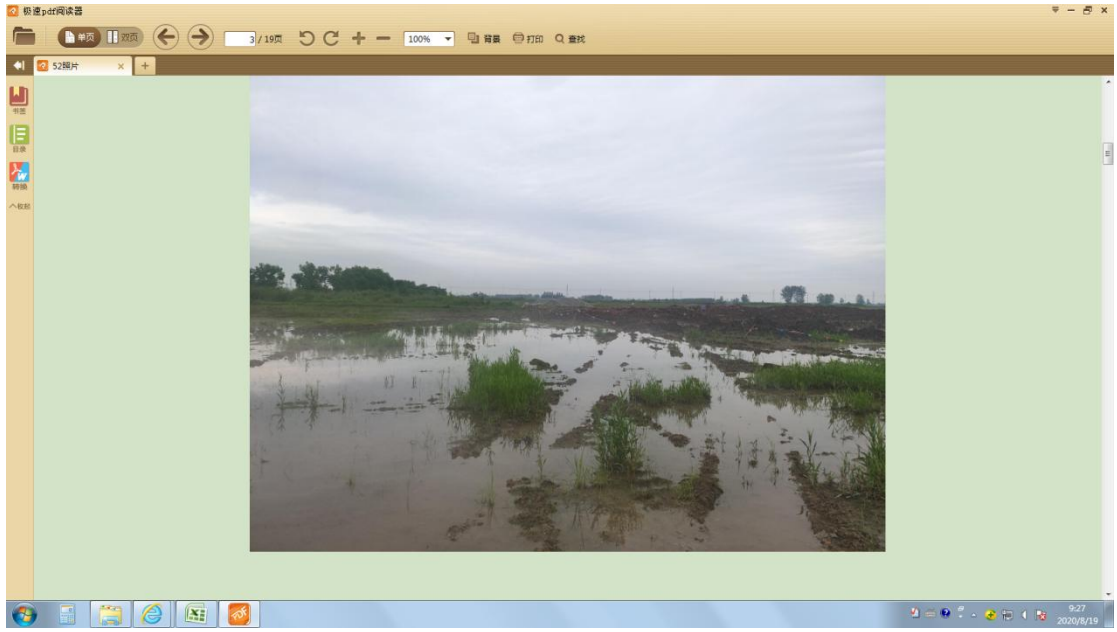 极速pdf阅读器
单页 双页 3 / 19页 100% 背景 打印 查找
52照片
书签
目录
转换
收起
9:27
2020/8/19